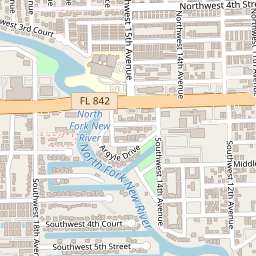 Northwest 4th Street
west 3rd Court
Northwest 15th Avenue
Northwest 14th Avenue
FL 842
North
Fork New
River
Argyle Drive
North Fork New River
Southwest 14th Avenue
Southwest 12th Avenue
Middle
Southwest 18th Aven
Southwest 4th Court
Southwest 5th Street